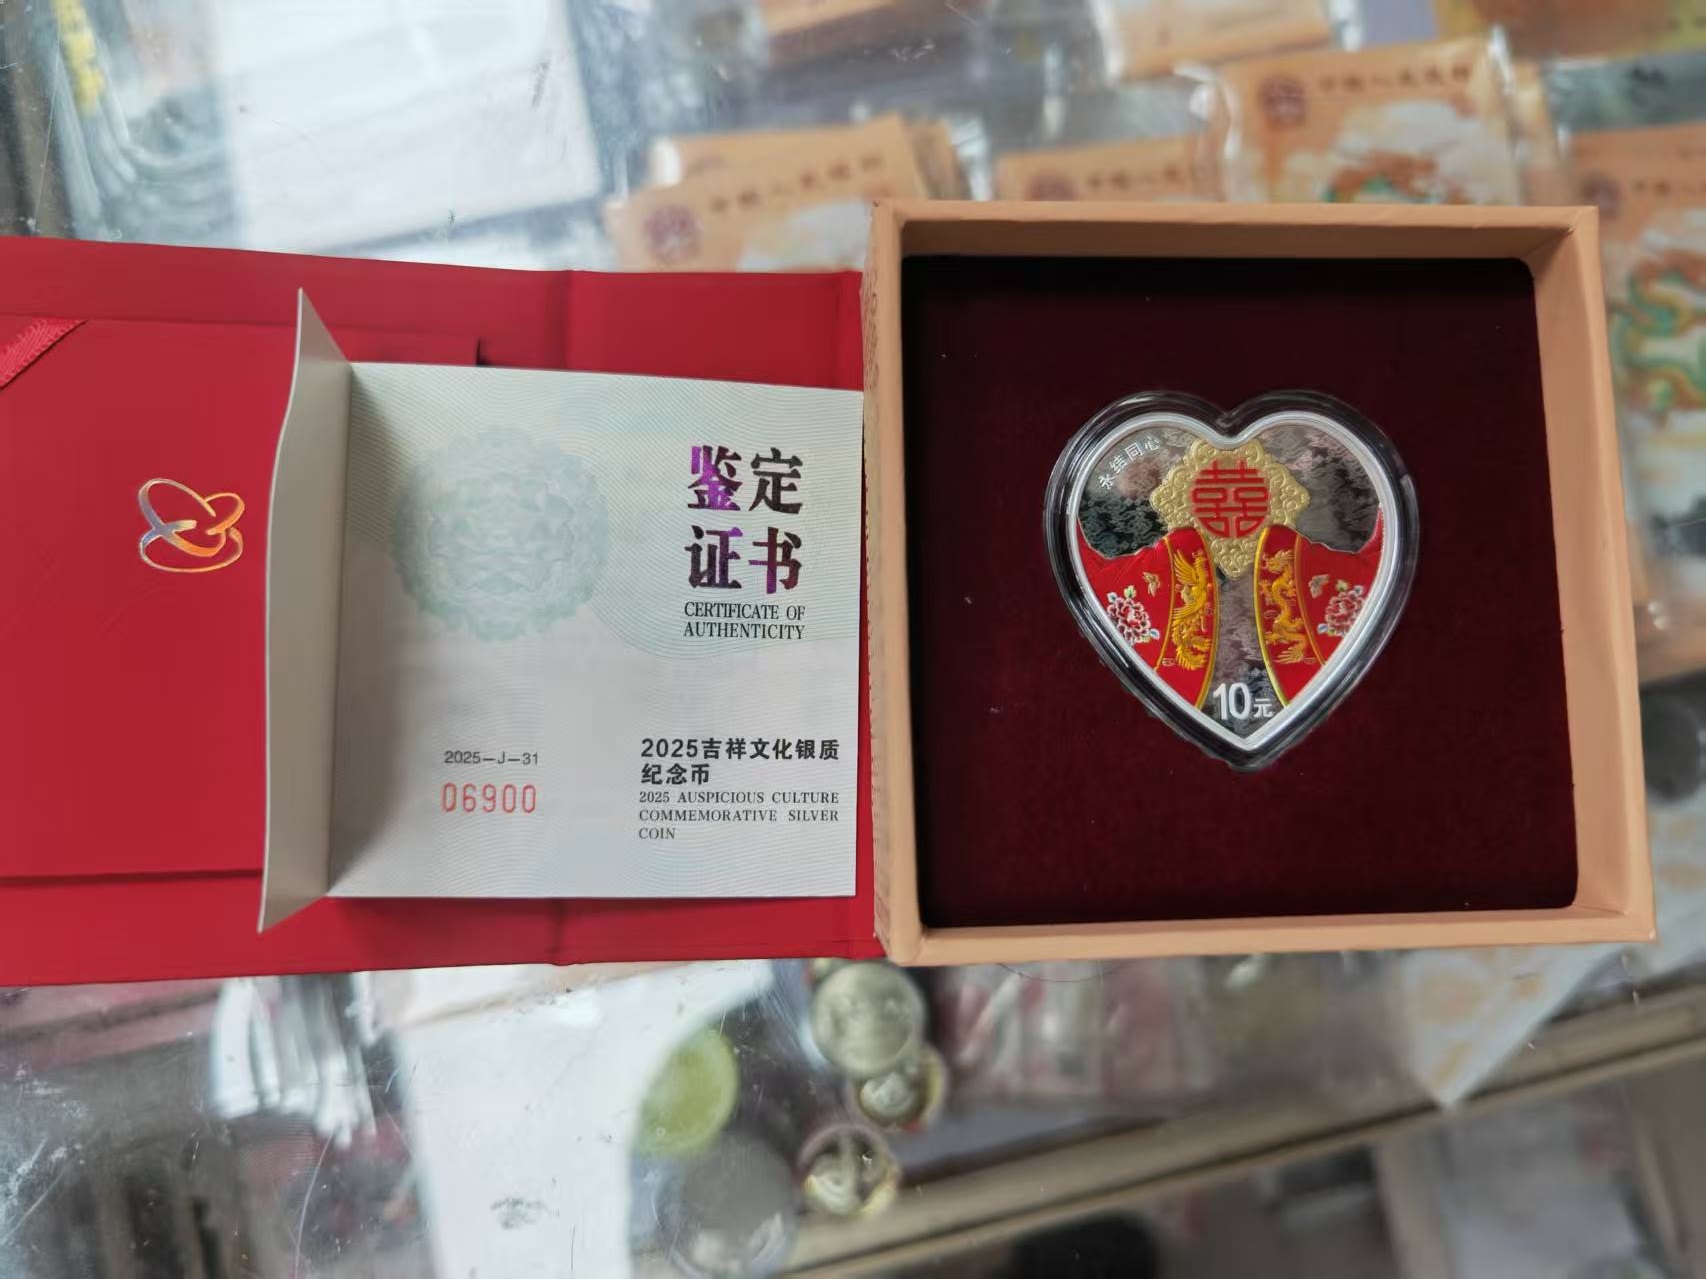 鉴定
证书
CERTIFICATE OF
AUTHENTICITY
2025-J-31
06900
2025吉祥文化银质
纪念币
2025 AUSPICIOUS CULTURE
COMMEMORATIVE SILVER
COIN
永结同心
囍
10元